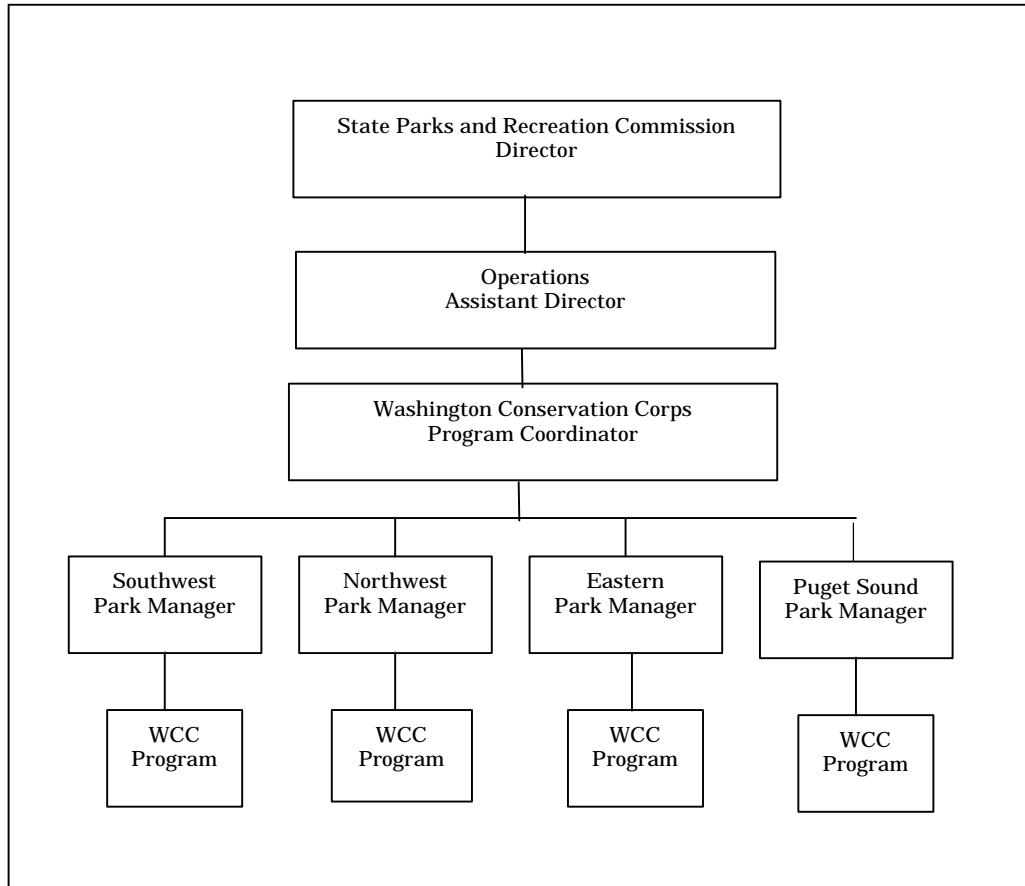 State Parks and Recreation Commission
Director
Operations
Assistant Director
Washington Conservation Corps
Program Coordinator
Southwest
Park Manager
Northwest
Park Manager
Eastern
Park Manager
Puget Sound
Park Manager
WCC
Program
WCC
Program
WCC
Program
WCC
Program